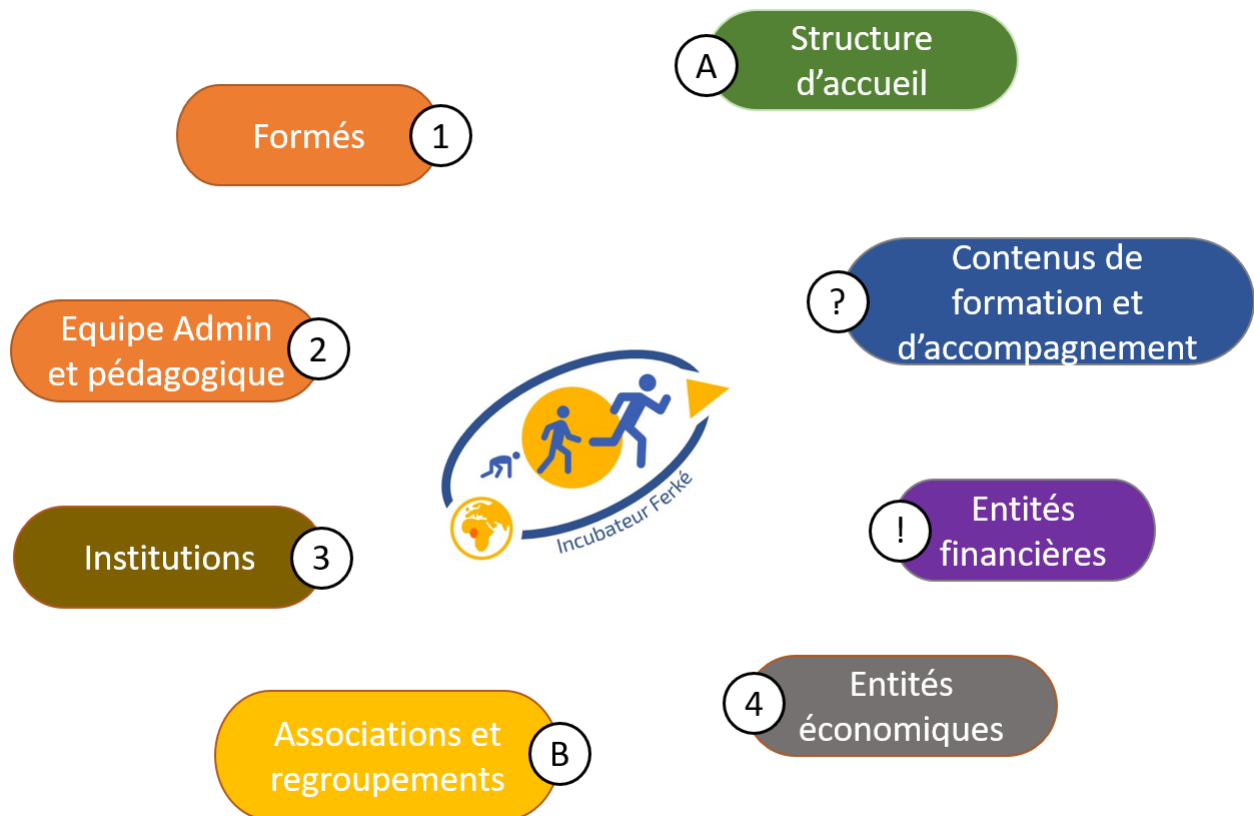 Structure
d’accueil
A
Formés
1
Contenus de
formation et
d’accompagnement
?
Equipe Admin
et pédagogique
2
Incubateur Ferké
Entités
financières
!
Institutions
3
Entités
économiques
4
Associations et
regroupements
B